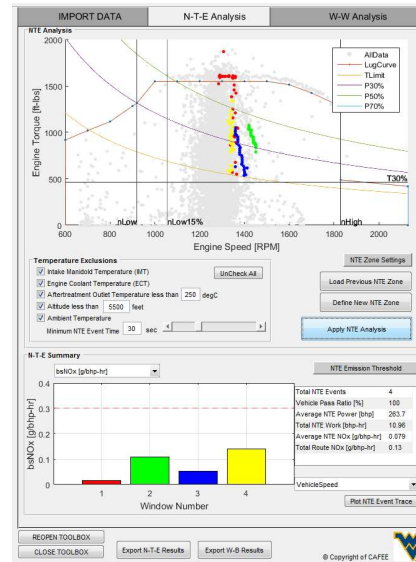 IMPORT DATA
N-T-E Analysis
W-W Analysis
NTE Analysis
Engine Torque [ft-lbs]
2000
1500
1000
500
0
600
800
1000
1200
1400
1600
1800
2000
Engine Speed [RPM]
nLow
nLow15%
nHigh
T30%
AllData
LugCurve
TLimit
P30%
P50%
P70%
Temperature Exclusions
Intake Manidold Temperature (IMT)
UnCheck All
Engine Coolant Temperature (ECT)
Aftertreatment Outlet Temperature less than 250 degC
Altitude less than 5500 feet
Ambient Temperature
Minimum NTE Event Time 30 sec
NTE Zone Settings
Load Previous NTE Zone
Define New NTE Zone
Apply NTE Analysis
N-T-E Summary
bsNOx [g/bhp-hr]
NTE Emission Threshold
bsNOx [g/bhp-hr]
0.4
0.3
0.2
0.1
0
1
2
3
4
Window Number
Total NTE Events 4
Vehicle Pass Ratio [%] 100
Average NTE Power [bhp] 263.7
Total NTE Work [bhp-hr] 10.96
Average NTE NOx [g/bhp-hr] 0.079
Total Route NOx [g/bhp-hr] 0.13
VehicleSpeed
Plot NTE Event Trace
REOPEN TOOLBOX
CLOSE TOOLBOX
Export N-T-E Results
Export W-B Results
© Copyright of CAFEE